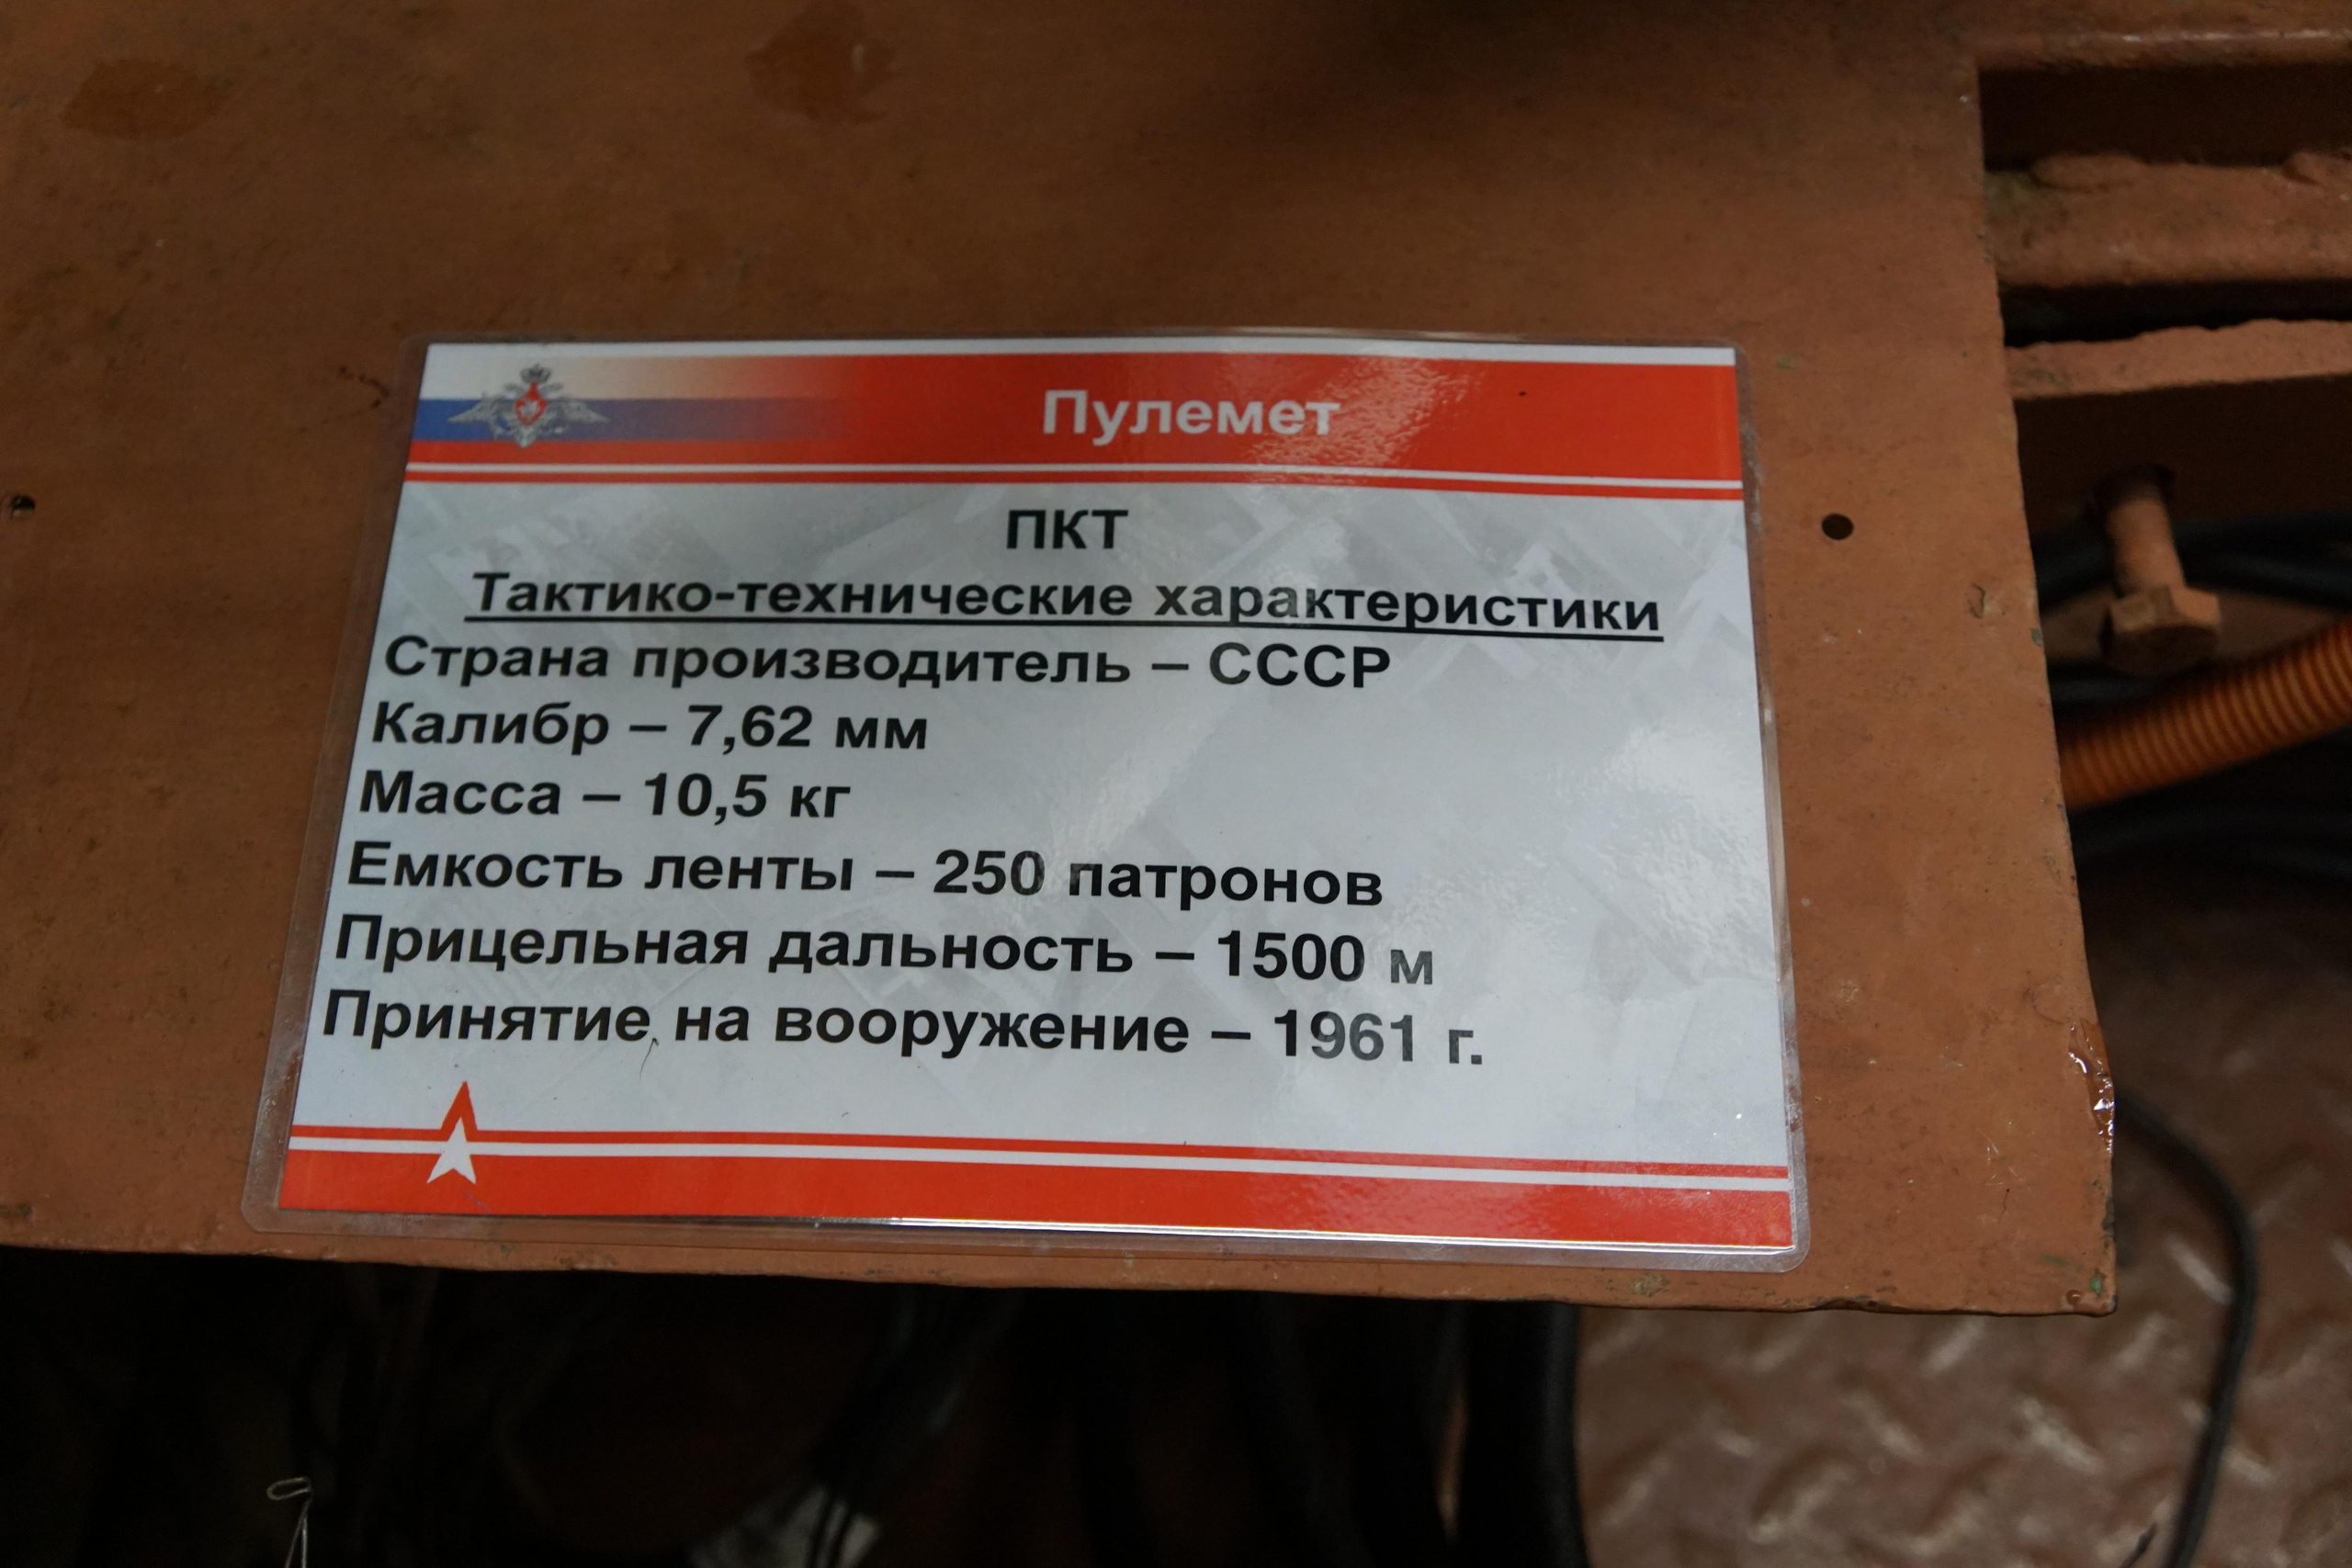 Пулемет
ПКТ
Тактико-технические характеристики
Страна производитель – СССР
Калибр – 7,62 мм
Масса – 10,5 кг
Емкость ленты – 250 патронов
Прицельная дальность – 1500 м
Принятие на вооружение – 1961 г.